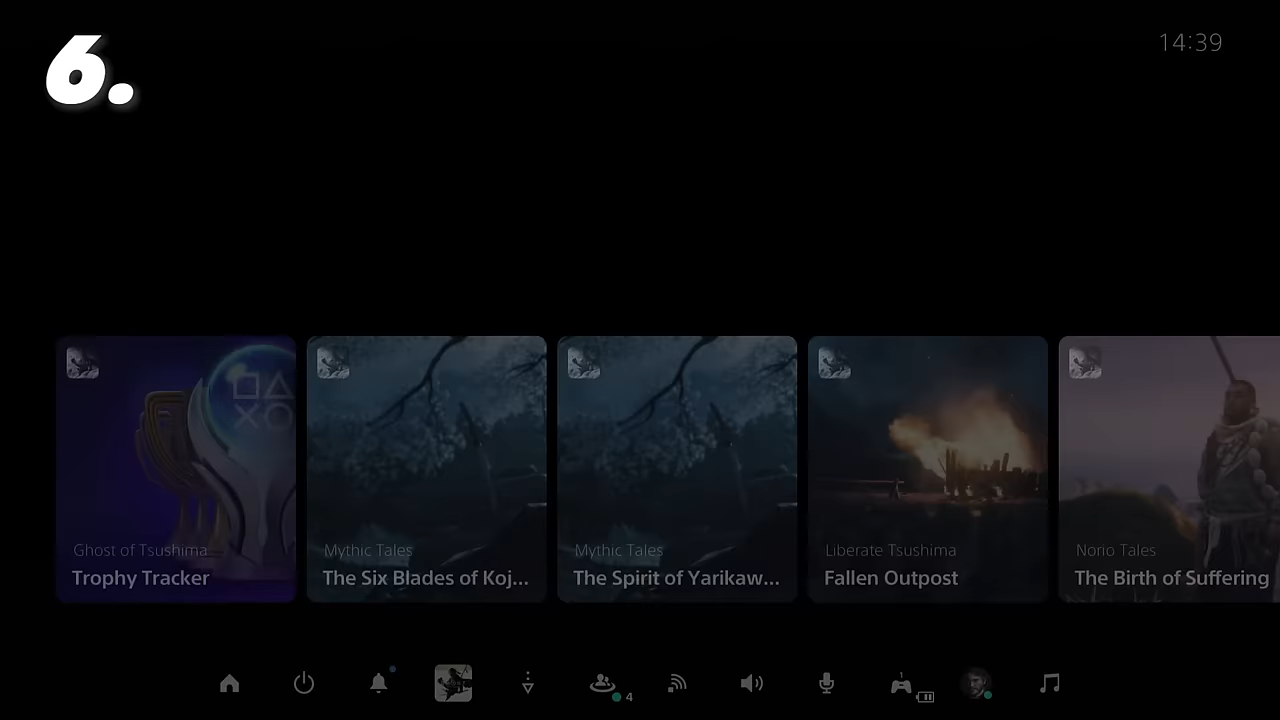 6.
14:39
Ghost of Tsushima
Trophy Tracker
Mythic Tales
The Six Blades of Koj...
Mythic Tales
The Spirit of Yarikaw...
Liberate Tsushima
Fallen Outpost
Norio Tales
The Birth of Suffering
4